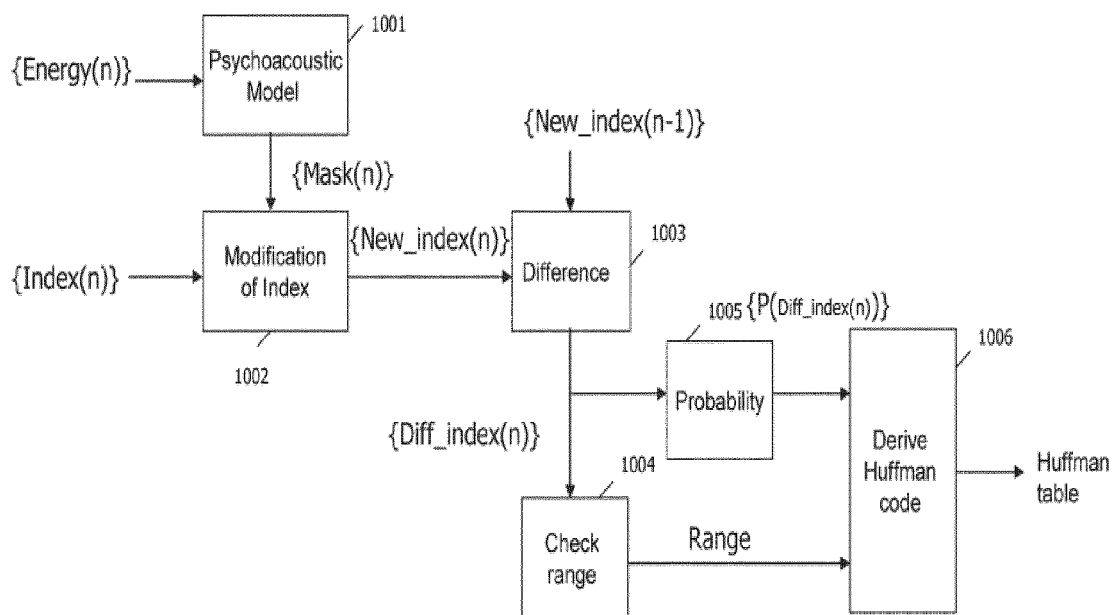 1001
{Energy(n)}
Psychoacoustic
Model
{New_index(n-1)}
{Mask(n)}
{Index(n)}
Modification
of Index
{New_index(n)}
Difference
1003
1002
1005
{P(Diff_index(n))}
1006
Probability
{Diff_index(n)}
1004
Derive
Huffman
code
Huffman
table
Check
range
Range